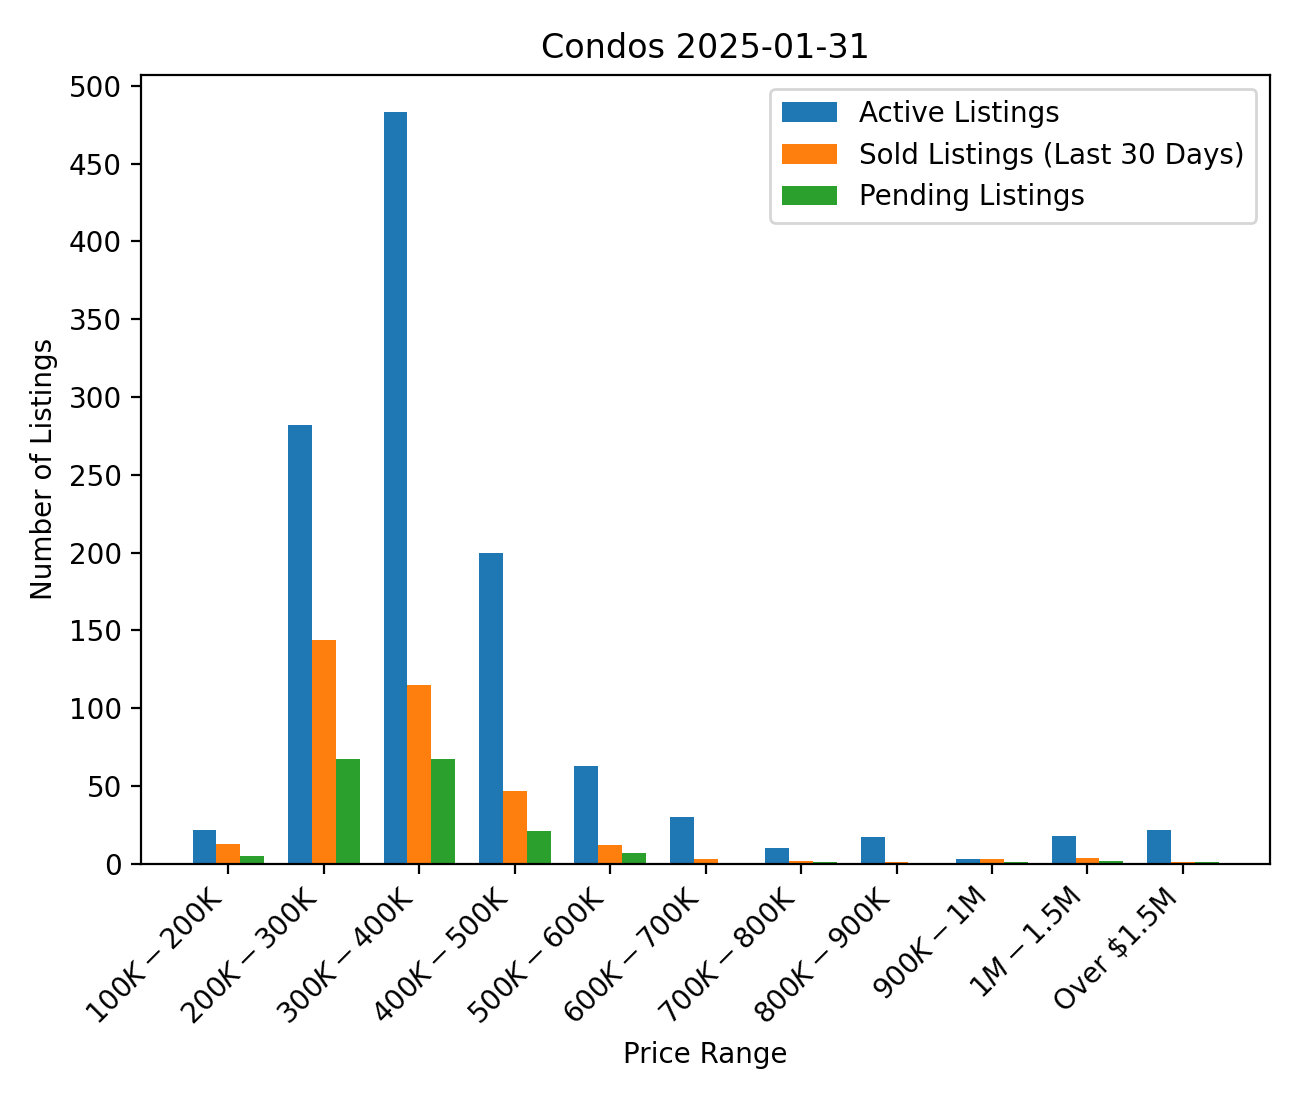 Condos 2025-01-31
Active Listings
Sold Listings (Last 30 Days)
Pending Listings
Number of Listings
500
450
400
350
300
250
200
150
100
50
0
100K − 200K
200K − 300K
300K − 400K
400K − 500K
500K − 600K
600K − 700K
700K − 800K
800K − 900K
900K − 1M
1M − 1.5M
Over $1.5M
Price Range